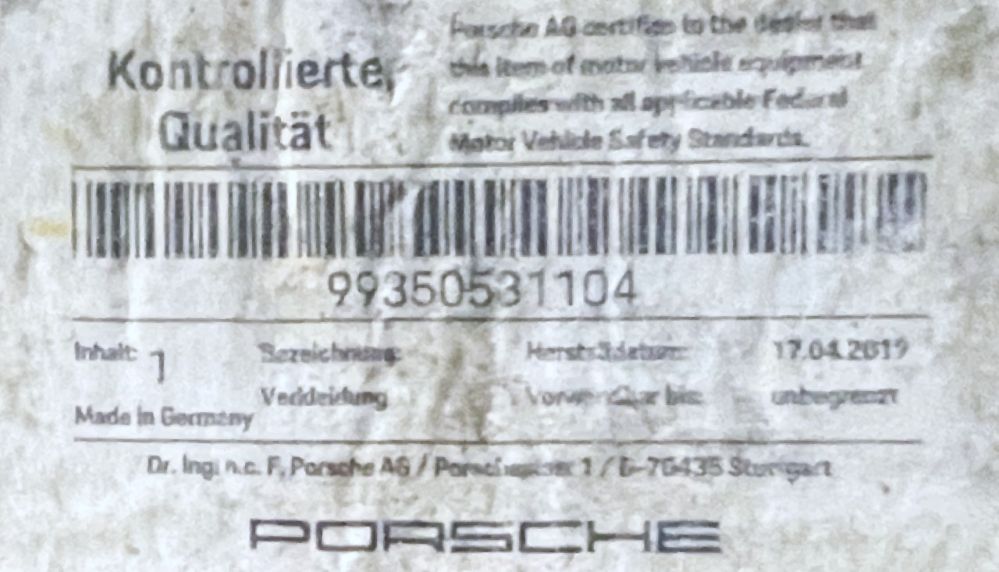 Kontrollierte
Qualität
Porsche AG certifies to the dealer that
this item of motor vehicle equipment
complies with all applicable Federal
Motor Vehicle Safety Standards.
99350531104
Inhalt: 1
Bezeichnung:
Verkleidung
Made in Germany
Herstelldatum: 17.04.2019
Verwendbar bis: unbegrenzt
Dr. Ing. h.c. F. Porsche AG / Porscheplatz 1 / D-70435 Stuttgart
PORSCHE